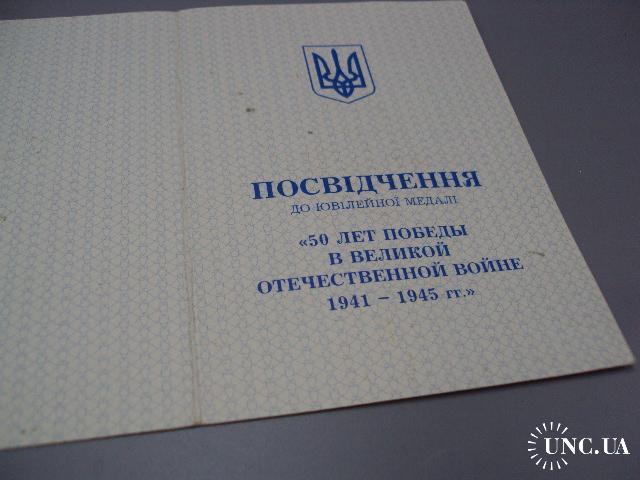 ПОСВІДЧЕННЯ
ДО ЮВІЛЕЙНОЇ МЕДАЛІ
«50 ЛЕТ ПОБЕДЫ
В ВЕЛИКОЙ
ОТЕЧЕСТВЕННОЙ ВОЙНЕ
1941 – 1945 гг.»
UNC.UA